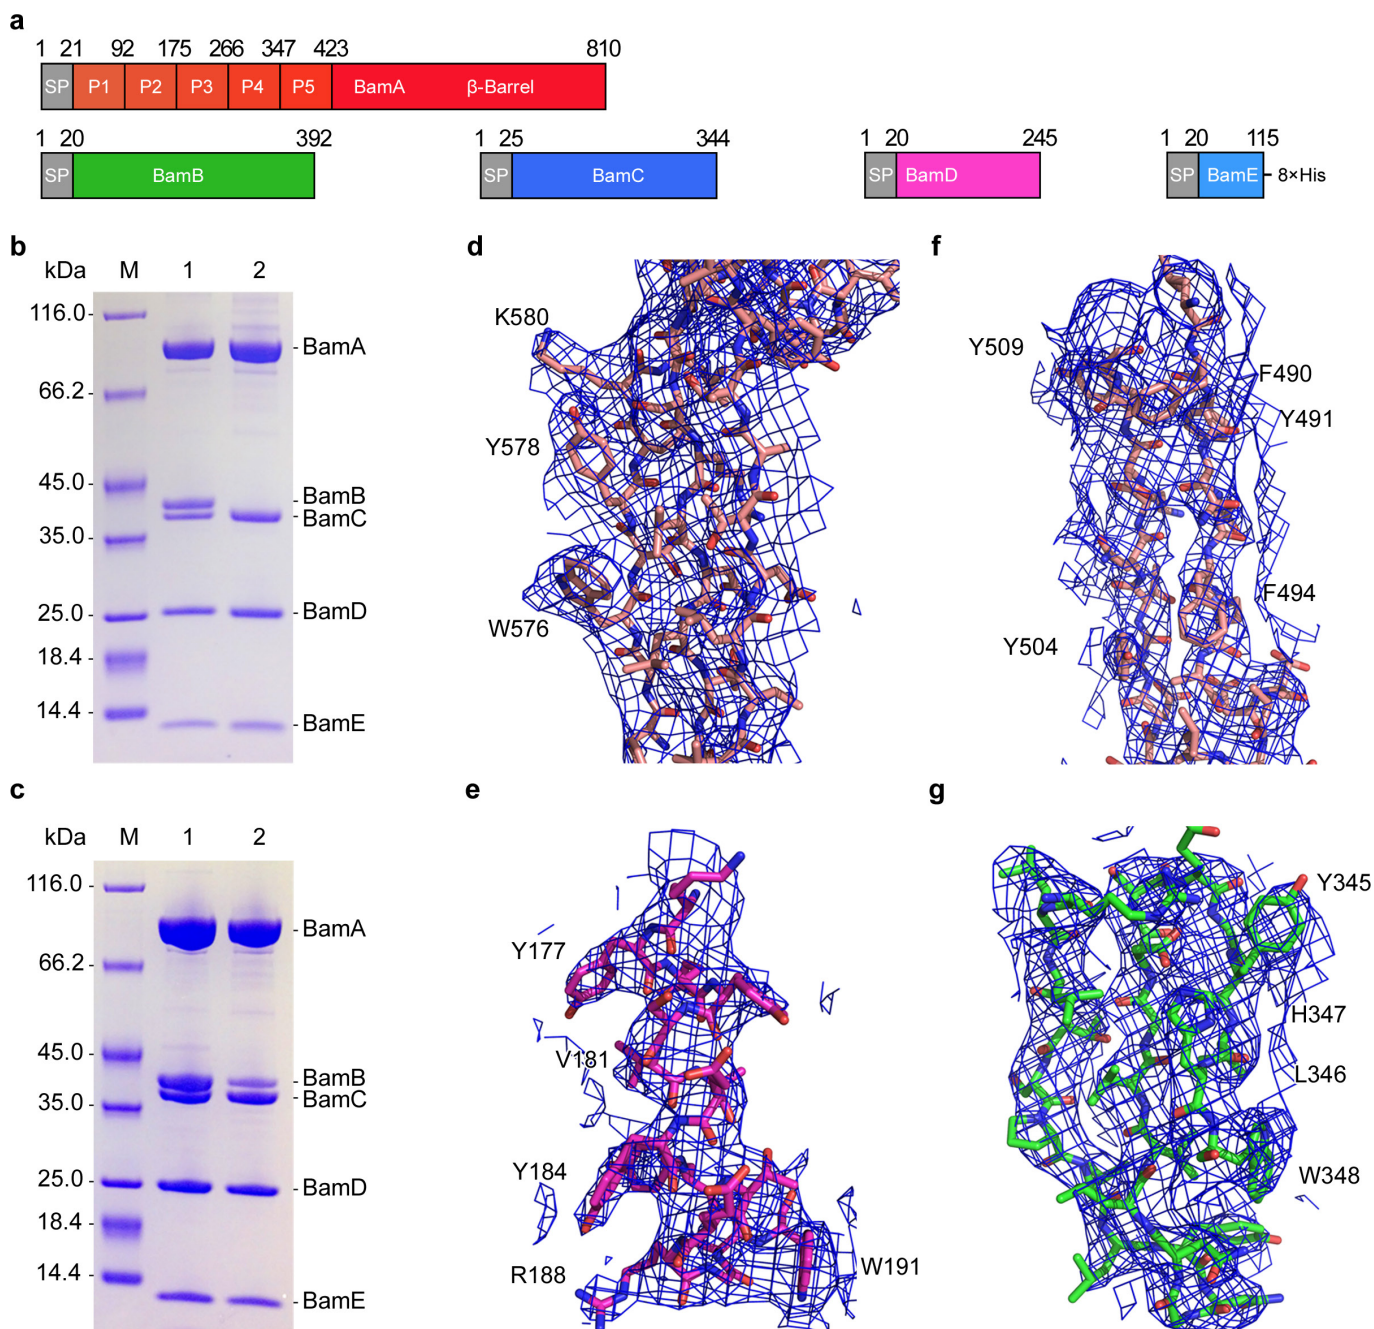 a
1 21 92 175 266 347 423 810
SP P1 P2 P3 P4 P5 BamA β-Barrel
1 20 392 1 25 344 1 20 245 1 20 115
SP BamB SP BamC SP BamD SP BamE 8×His
b
kDa M 1 2
116.0
BamA
66.2
45.0
BamB
BamC
35.0
25.0
BamD
18.4
14.4
BamE
c
kDa M 1 2
116.0
BamA
66.2
45.0
BamB
35.0
BamC
25.0
BamD
18.4
14.4
BamE
d
K580
Y578
W576
e
Y177
V181
Y184
R188
W191
f
Y509
F490
Y491
F494
Y504
g
Y345
H347
L346
W348